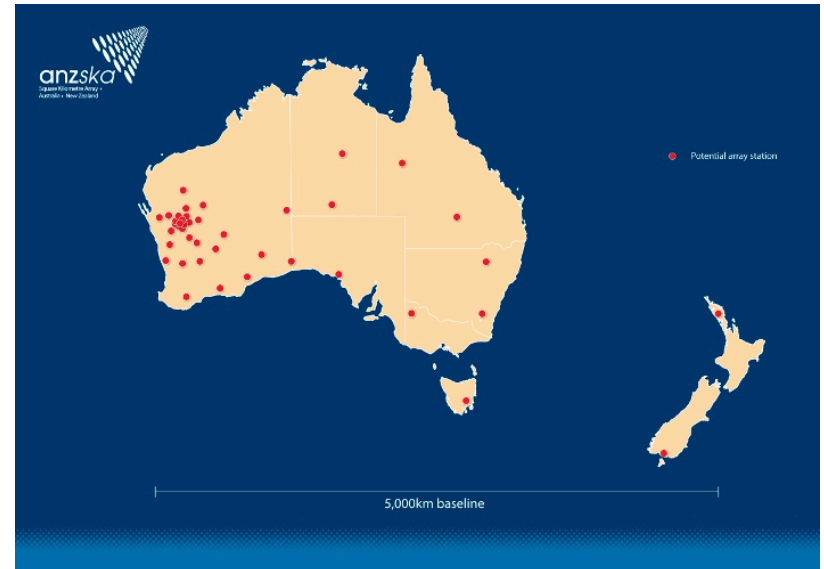 anzska
Square Kilometre Array •
Australia • New Zealand
Potential array station
5,000km baseline